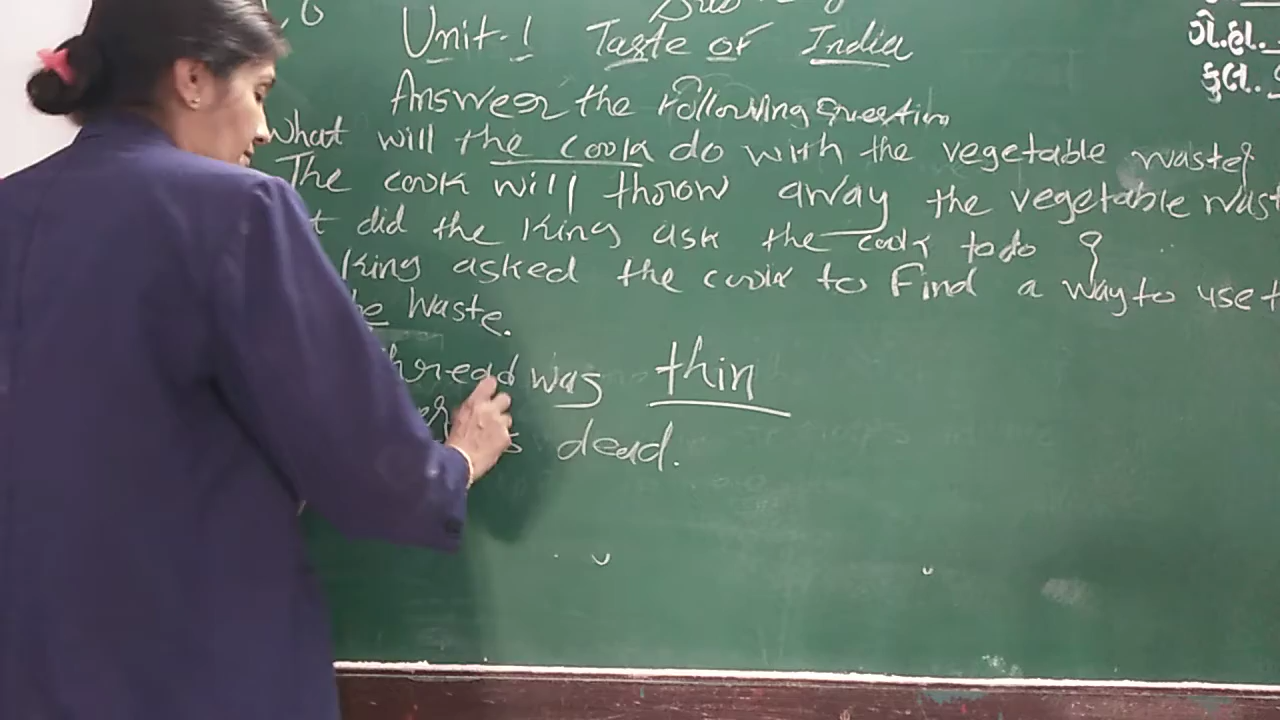 Unit-1 Taste of India
Answer the Following Question
What will the cook do with the vegetable waste?
The cook will throw away the vegetable wast
t did the King ask the cook to do ?
King asked the cook to Find a way to use t
waste.
thread was thin
dead.
ગે.હા.
કુલ.